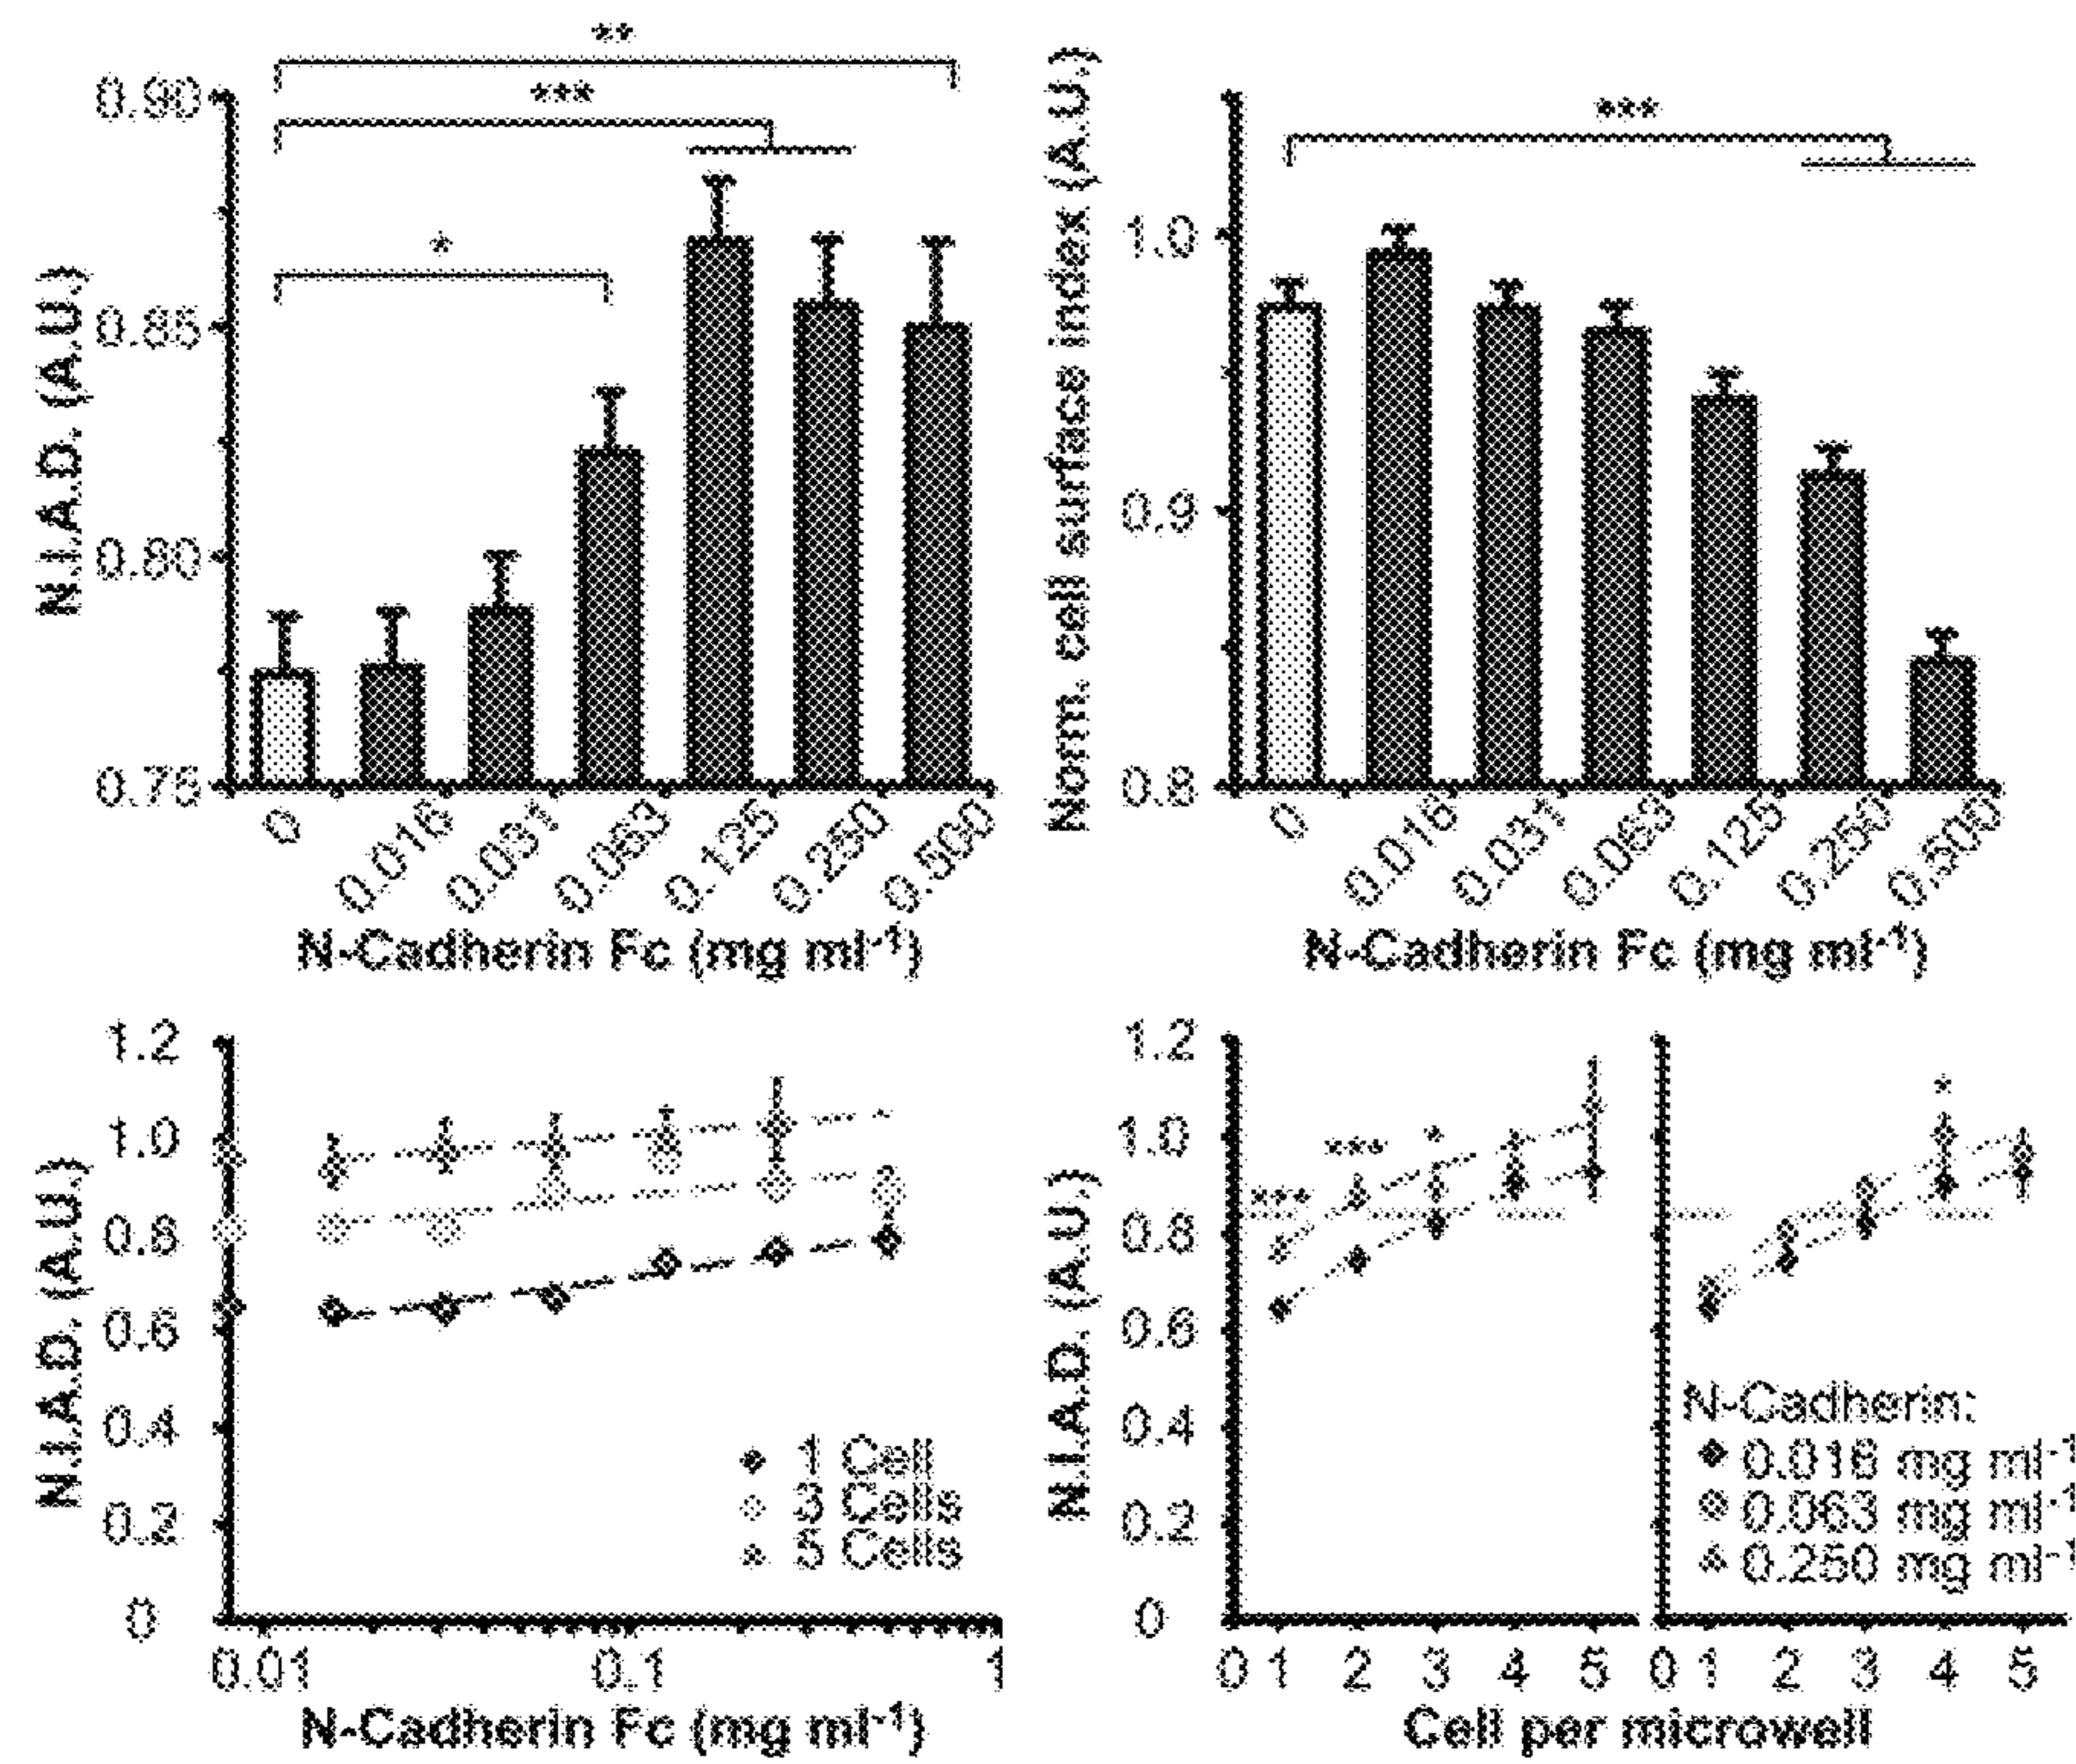 **
0.90
***
*
0.85
0.80
0.75
N.I.A.D. (A.U.)
0 0.016 0.031 0.063 0.125 0.250 0.500
N-Cadherin Fc (mg ml-1)
***
1.0
0.9
0.8
Norm. cell surface index (A.U.)
0 0.016 0.031 0.063 0.125 0.250 0.500
N-Cadherin Fc (mg ml-1)
1.2
1.0
0.8
0.6
0.4
0.2
0
N.I.A.D. (A.U.)
1 Cell
3 Cells
5 Cells
0.01 0.1 1
N-Cadherin Fc (mg ml-1)
1.2
1.0
0.8
0.6
0.4
0.2
0
N.I.A.D. (A.U.)
*** *** * *
N-Cadherin:
0.016 mg ml-1
0.063 mg ml-1
0.250 mg ml-1
0 1 2 3 4 5 0 1 2 3 4 5
Cell per microwell